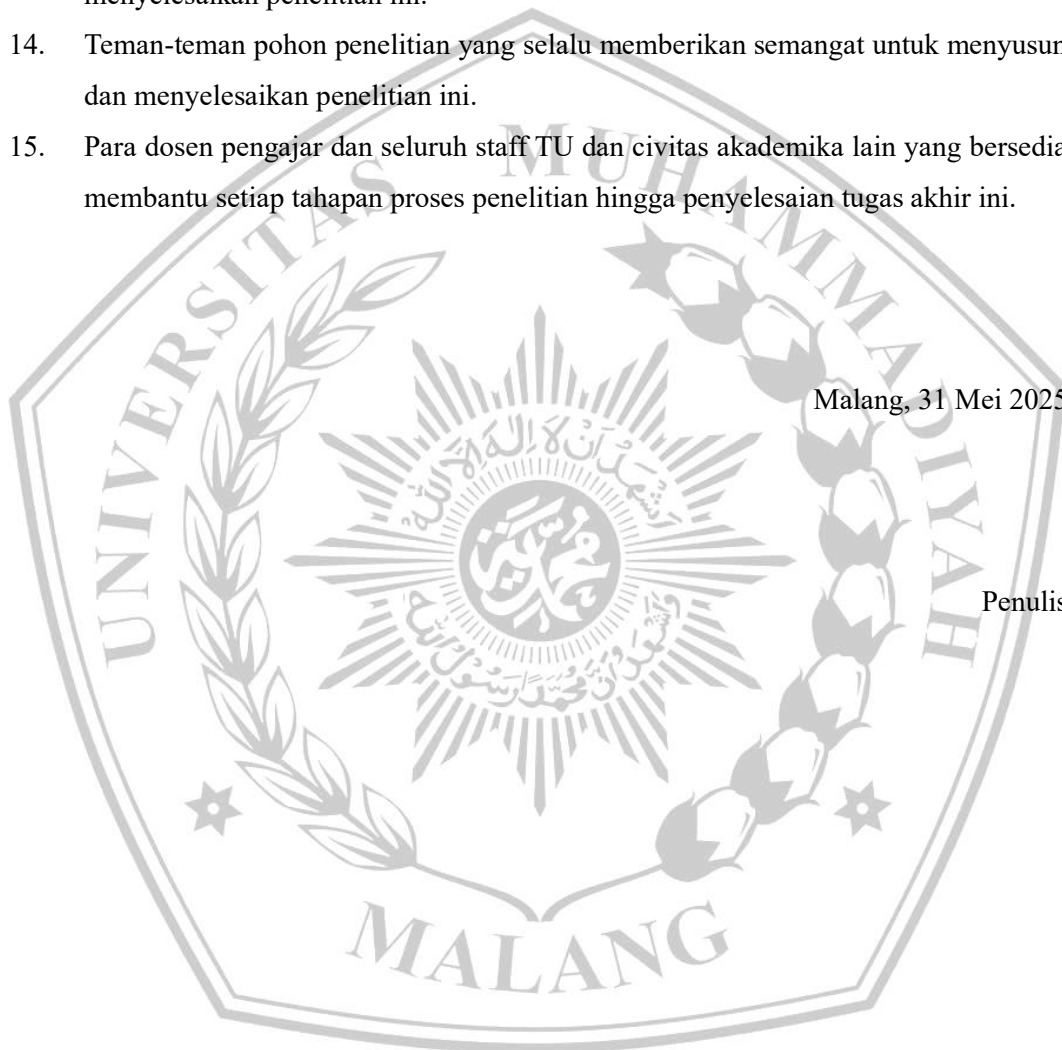 menyelesaikan penelitian ini.
14. Teman-teman pohon penelitian yang selalu memberikan semangat untuk menyusun
dan menyelesaikan penelitian ini.
15. Para dosen pengajar dan seluruh staff TU dan civitas akademika lain yang bersedia
membantu setiap tahapan proses penelitian hingga penyelesaian tugas akhir ini.
Malang, 31 Mei 2025
Penulis
UNIVERSITAS MUHAMMADIYAH
MALANG